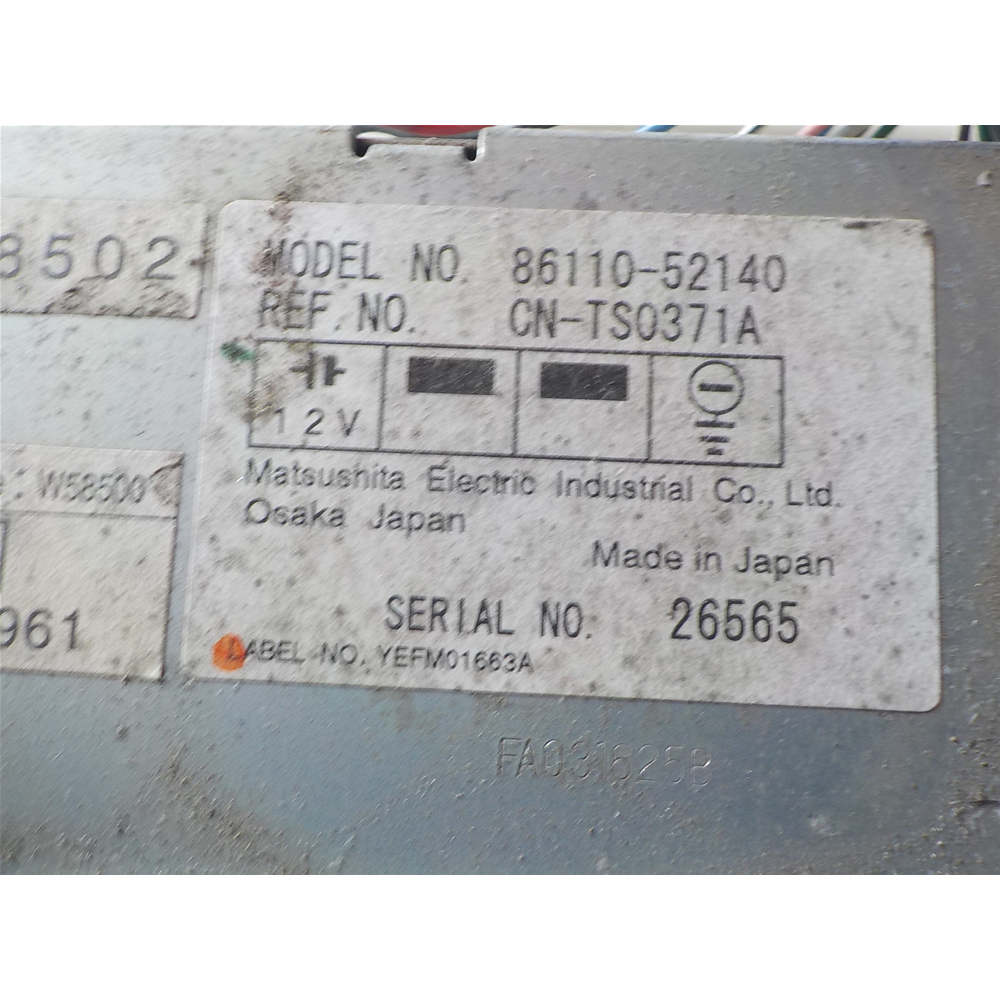 8502
MODEL NO. 86110-52140
REF. NO. CN-TS0371A
12V
Matsushita Electric Industrial Co., Ltd.
Osaka Japan
Made in Japan
SERIAL NO. 26565
LABEL-NO. YEFM01663A
: W58500
961
FA031625B